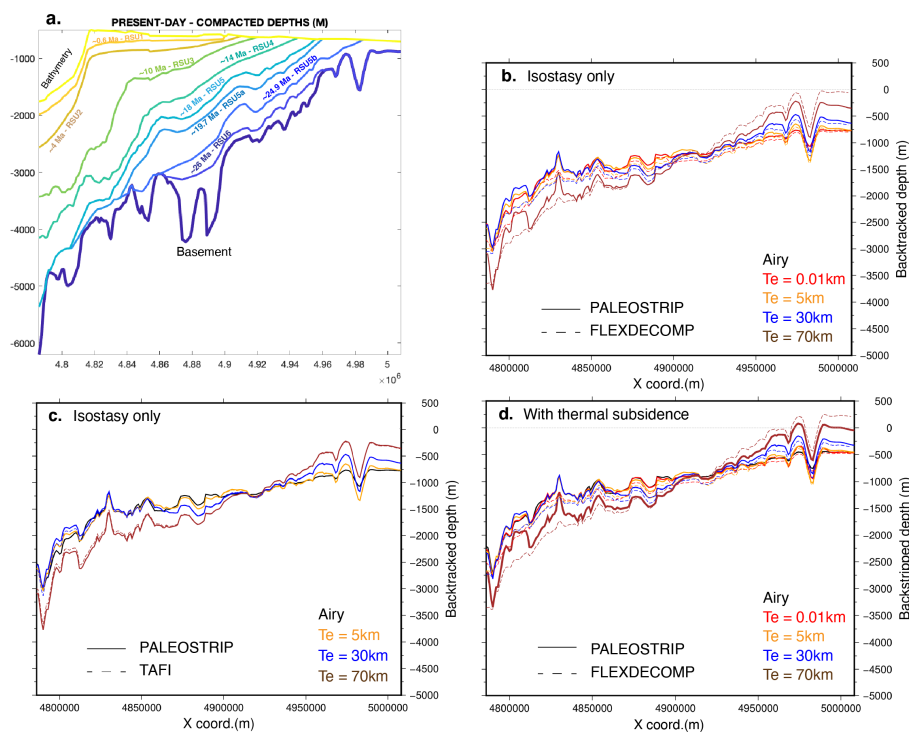 a.
PRESENT-DAY - COMPACTED DEPTHS (M)
Bathymetry
~0.6 Ma - RSU1
~4 Ma - RSU2
~10 Ma - RSU3
~14 Ma - RSU4
~18 Ma - RSU5
~19.7 Ma - RSU5a
~24.9 Ma - RSU5b
~26 Ma - RSU6
Basement
-1000
-2000
-3000
-4000
-5000
-6000
4.8 4.82 4.84 4.86 4.88 4.9 4.92 4.94 4.96 4.98 5
×10⁶
b. Isostasy only
Airy
Te = 0.01km
Te = 5km
Te = 30km
Te = 70km
PALEOSTRIP
FLEXDECOMP
500
0
-500
-1000
-1500
-2000
-2500
-3000
-3500
-4000
-4500
-5000
Backtracked depth (m)
4800000 4850000 4900000 4950000 5000000
X coord.(m)
c. Isostasy only
Airy
Te = 5km
Te = 30km
Te = 70km
PALEOSTRIP
TAFI
500
0
-500
-1000
-1500
-2000
-2500
-3000
-3500
-4000
-4500
-5000
Backtracked depth (m)
4800000 4850000 4900000 4950000 5000000
X coord.(m)
d. With thermal subsidence
Airy
Te = 0.01km
Te = 5km
Te = 30km
Te = 70km
PALEOSTRIP
FLEXDECOMP
500
0
-500
-1000
-1500
-2000
-2500
-3000
-3500
-4000
-4500
-5000
Backstripped depth (m)
4800000 4850000 4900000 4950000 5000000
X coord.(m)